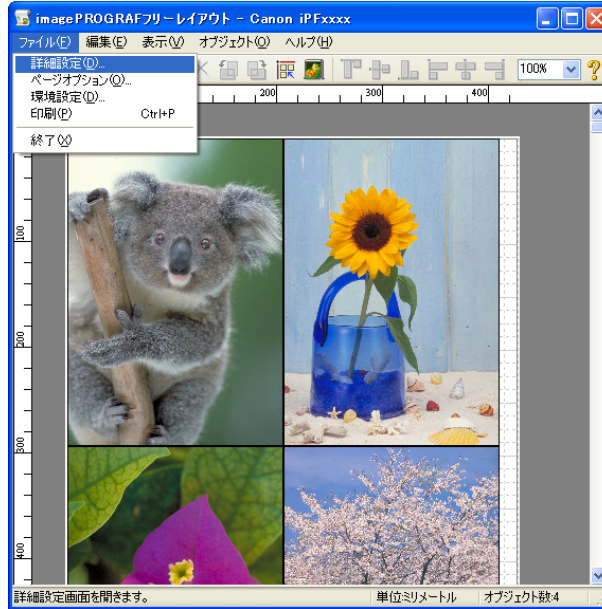 imagePROGRAFフリーレイアウト - Canon iPFxxxx
ファイル(F) 編集(E) 表示(V) オブジェクト(O) ヘルプ(H)
詳細設定(D)...
ページオプション(O)...
環境設定(D)...
印刷(P) Ctrl+P
終了(X)
100%
200 300 400
100
200
300
400
詳細設定画面を開きます。 単位:ミリメートル オブジェクト数:4